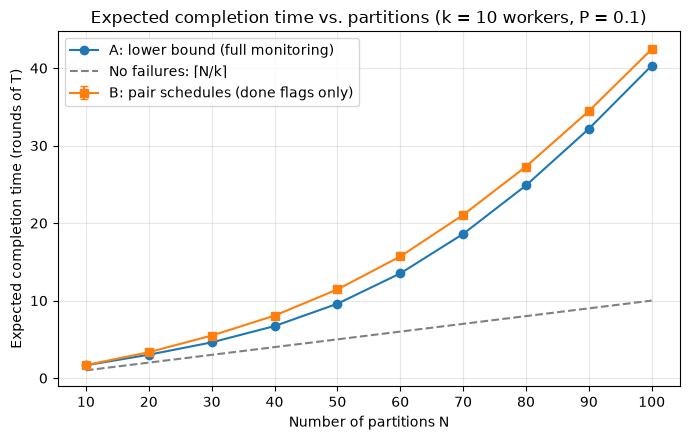 Expected completion time vs. partitions (k = 10 workers, P = 0.1)
A: lower bound (full monitoring)
No failures: ⌈N/k⌉
B: pair schedules (done flags only)
Expected completion time (rounds of T)
40
30
20
10
0
10 20 30 40 50 60 70 80 90 100
Number of partitions N